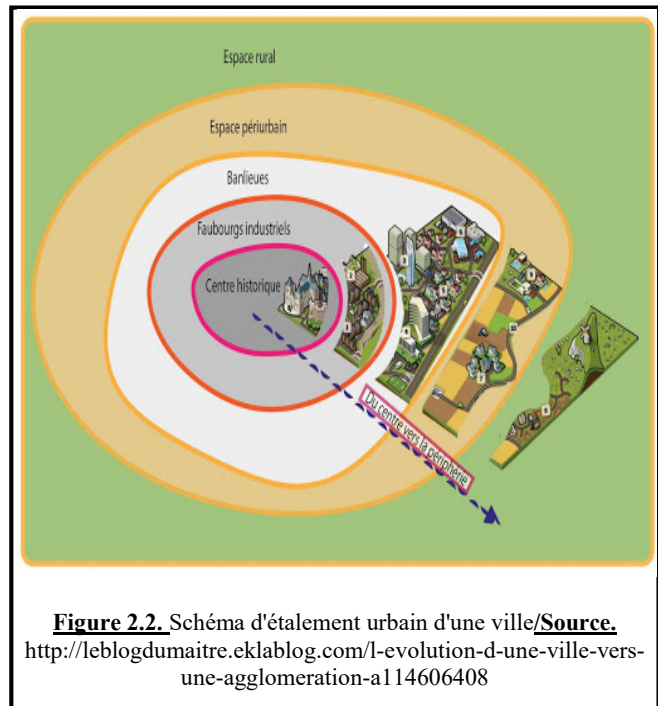 Espace rural
Espace périurbain
Banlieues
Faubourgs industriels
Centre historique
Du centre vers la périphérie
Figure 2.2. Schéma d'étalement urbain d'une ville/Source.
http://leblogdumaitre.eklablog.com/l-evolution-d-une-ville-vers-
une-agglomeration-a114606408